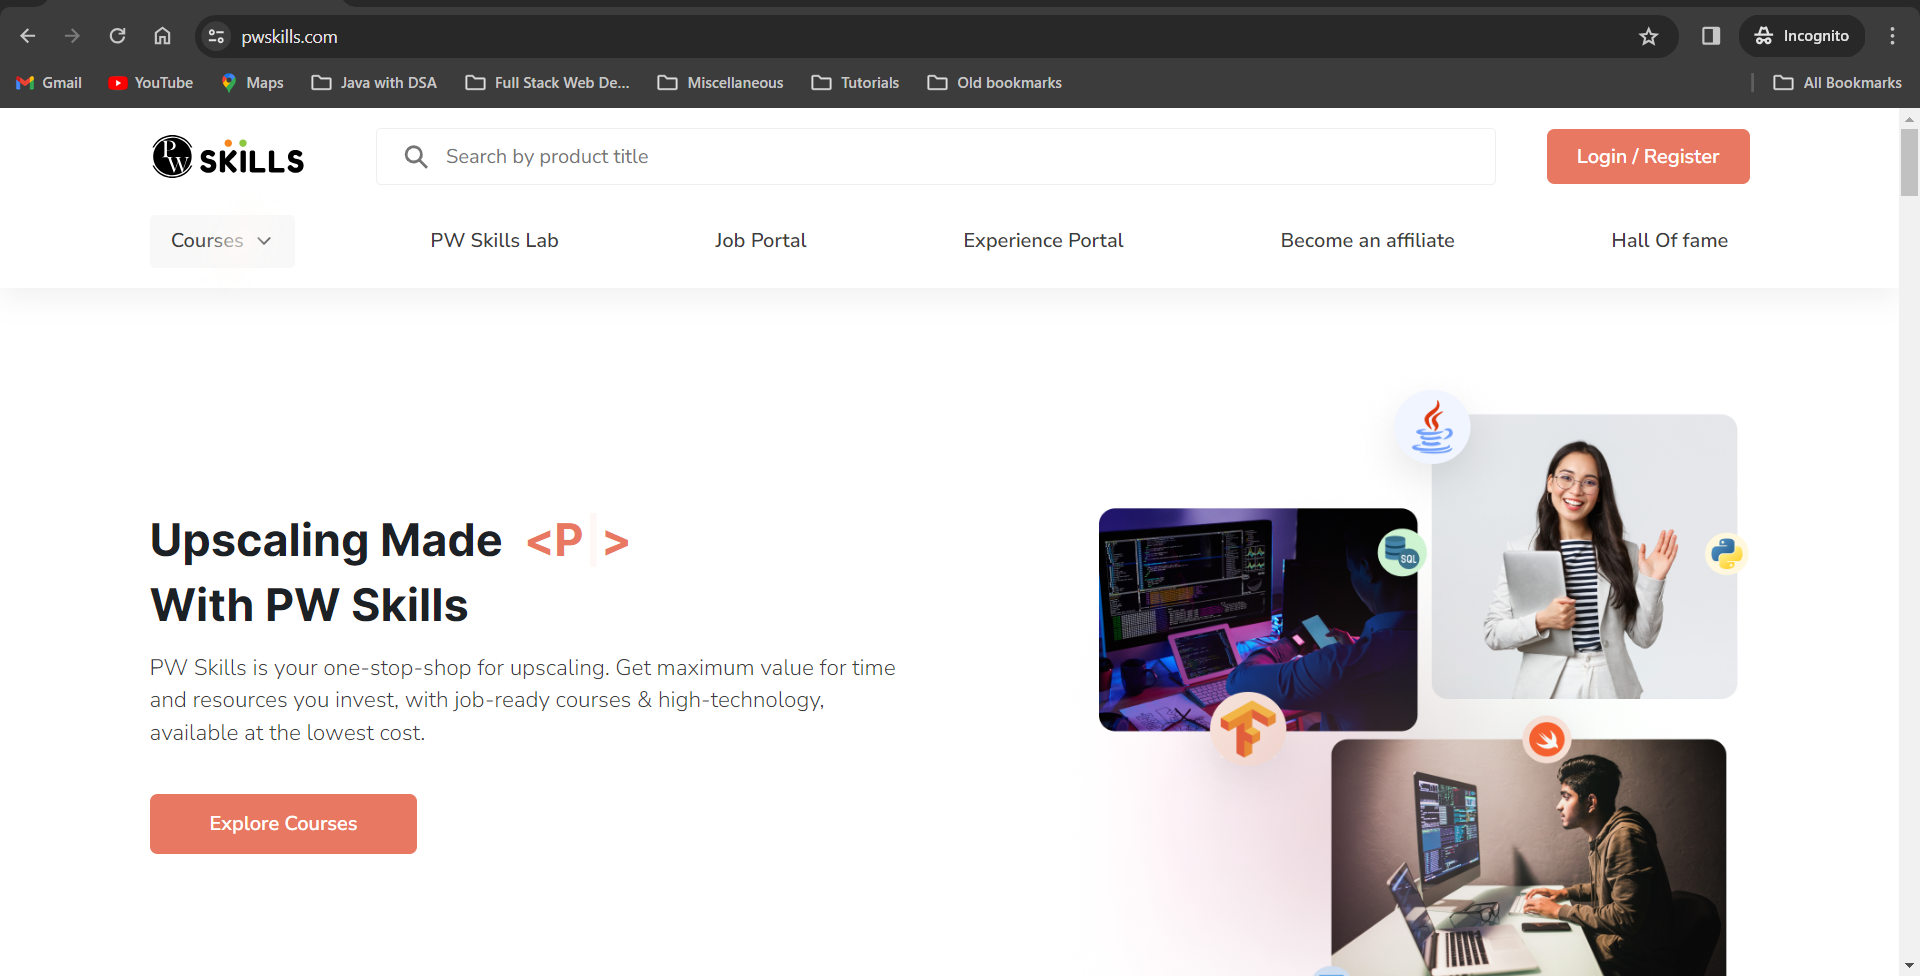 pwskills.com
Incognito
Gmail YouTube Maps Java with DSA Full Stack Web De... Miscellaneous Tutorials Old bookmarks All Bookmarks
PW SKILLS
Search by product title
Login / Register
Courses PW Skills Lab Job Portal Experience Portal Become an affiliate Hall Of fame
Upscaling Made <P >
With PW Skills
PW Skills is your one-stop-shop for upscaling. Get maximum value for time
and resources you invest, with job-ready courses & high-technology,
available at the lowest cost.
Explore Courses
SQL